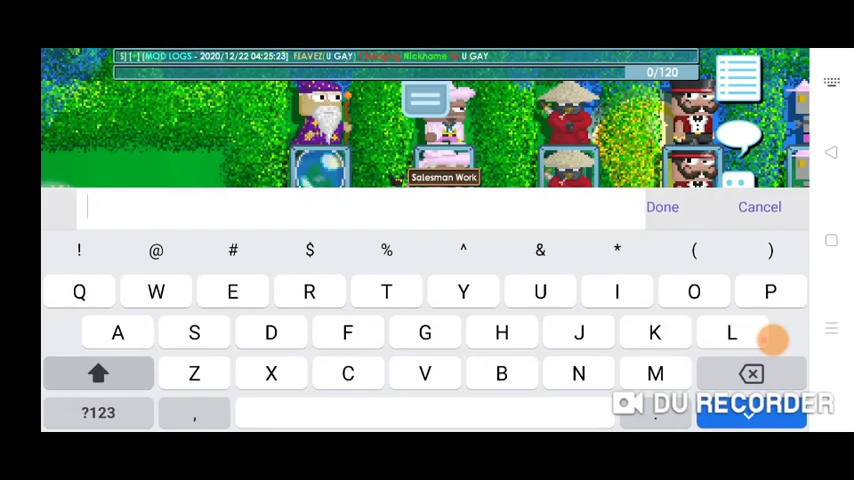 S] [+] [MOD LOGS - 2020/12/22 04:25:23] FLAVEZ(U GAY) Changing Nickname to U GAY
0/120
Salesman Work
Done Cancel
! @ # $ % ^ & * ( )
Q W E R T Y U I O P
A S D F G H J K L
Z X C V B N M
?123 , .
DU RECORDER